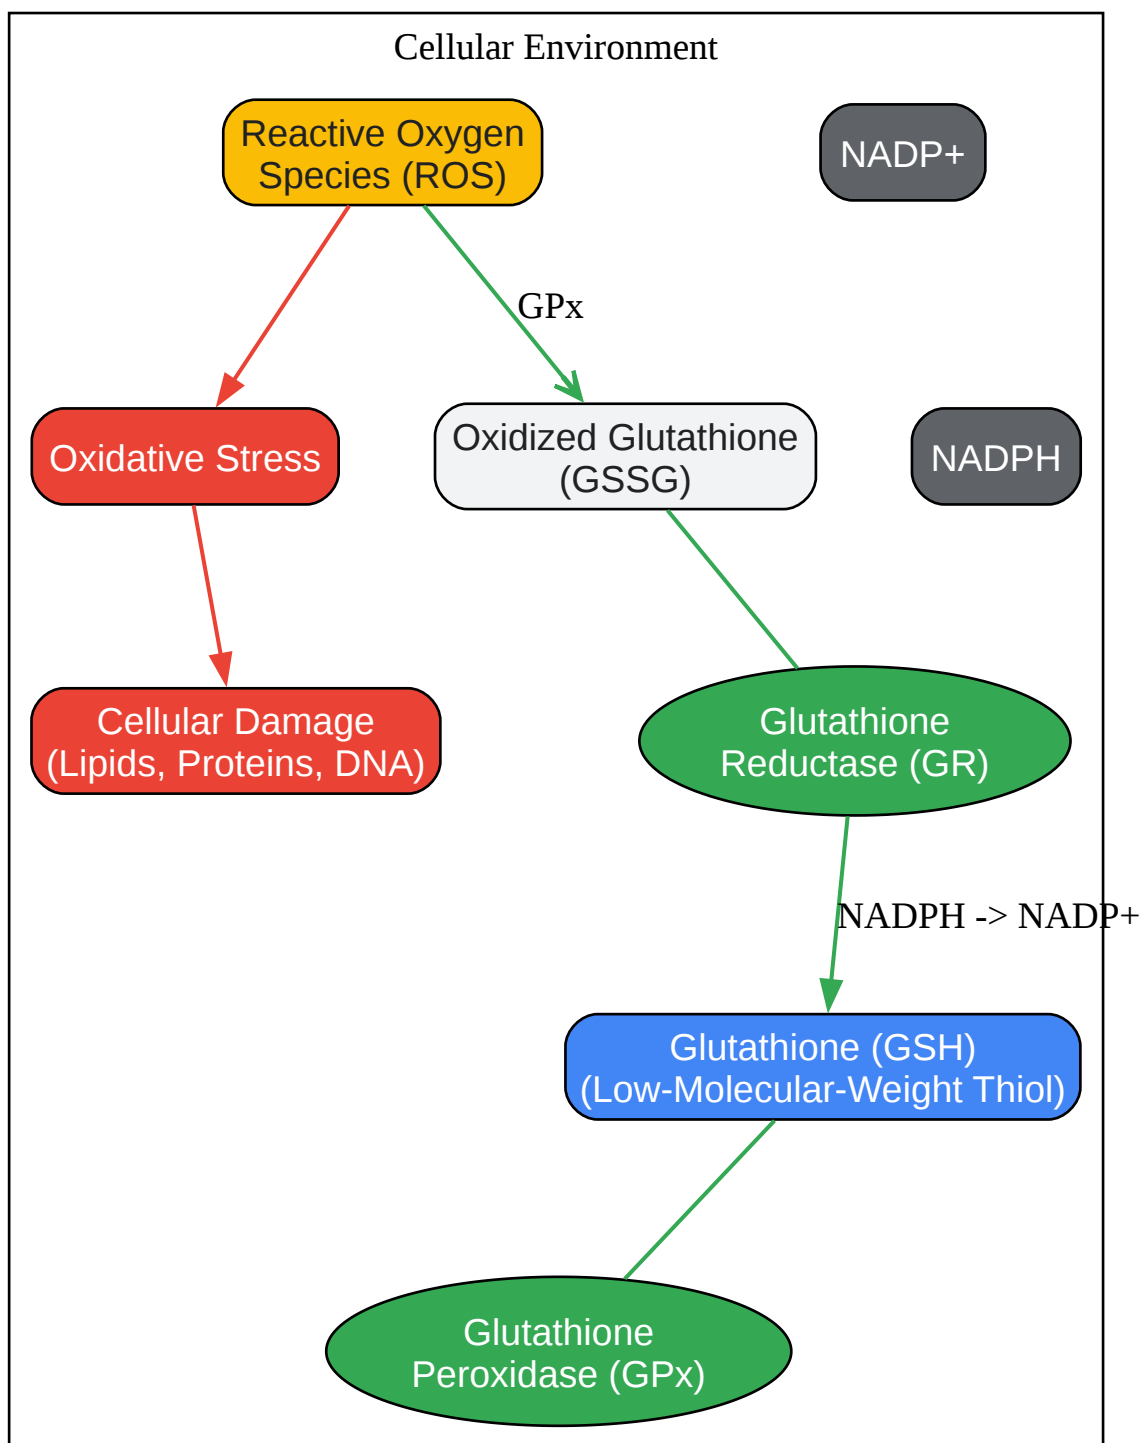 Cellular Environment
Reactive Oxygen
Species (ROS)
NADP+
GPx
Oxidative Stress
Oxidized Glutathione
(GSSG)
NADPH
Cellular Damage
(Lipids, Proteins, DNA)
Glutathione
Reductase (GR)
NADPH -> NADP+
Glutathione (GSH)
(Low-Molecular-Weight Thiol)
Glutathione
Peroxidase (GPx)